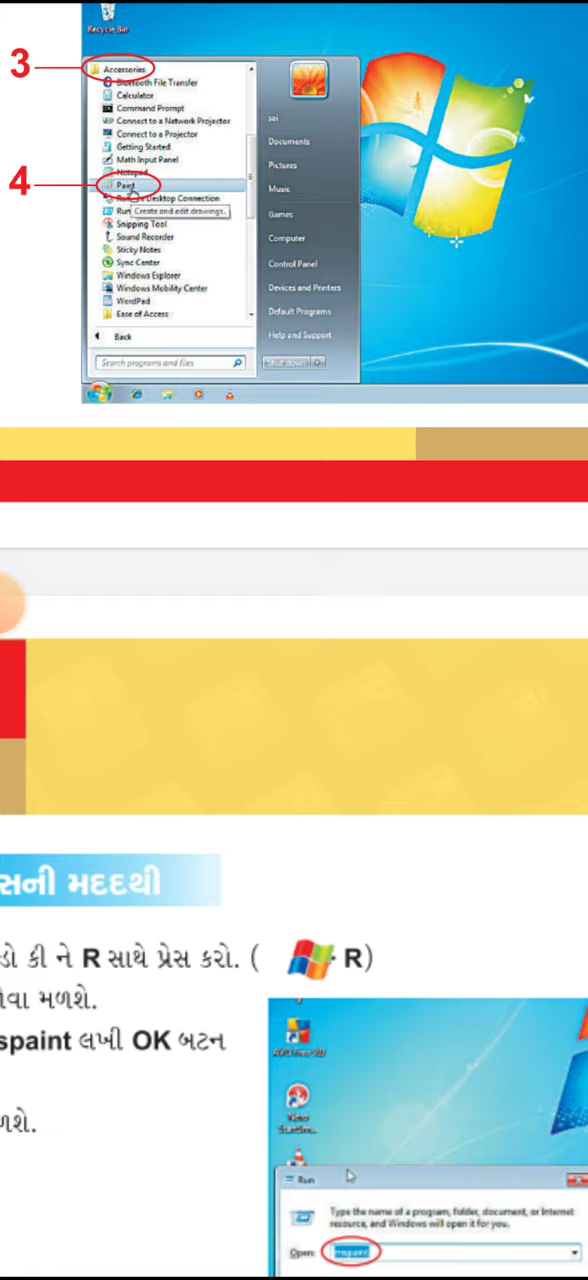 Recycle Bin
3
Accessories
Bluetooth File Transfer
Calculator
Command Prompt
Connect to a Network Projector
Connect to a Projector
Getting Started
Math Input Panel
Notepad
4
Paint
Remote Desktop Connection
Run
Create and edit drawings.
Snipping Tool
Sound Recorder
Sticky Notes
Sync Center
Windows Explorer
Windows Mobility Center
WordPad
Ease of Access
Back
Search programs and files
sai
Documents
Pictures
Music
Games
Computer
Control Panel
Devices and Printers
Default Programs
Help and Support
Shut down
સની મદદથી
ડો કી ને R સાથે પ્રેસ કરો. ( R)
ોવા મળશે.
spaint લખી OK બટન
ળશે.
Run
Type the name of a program, folder, document, or Internet
resource, and Windows will open it for you.
Open: mspaint